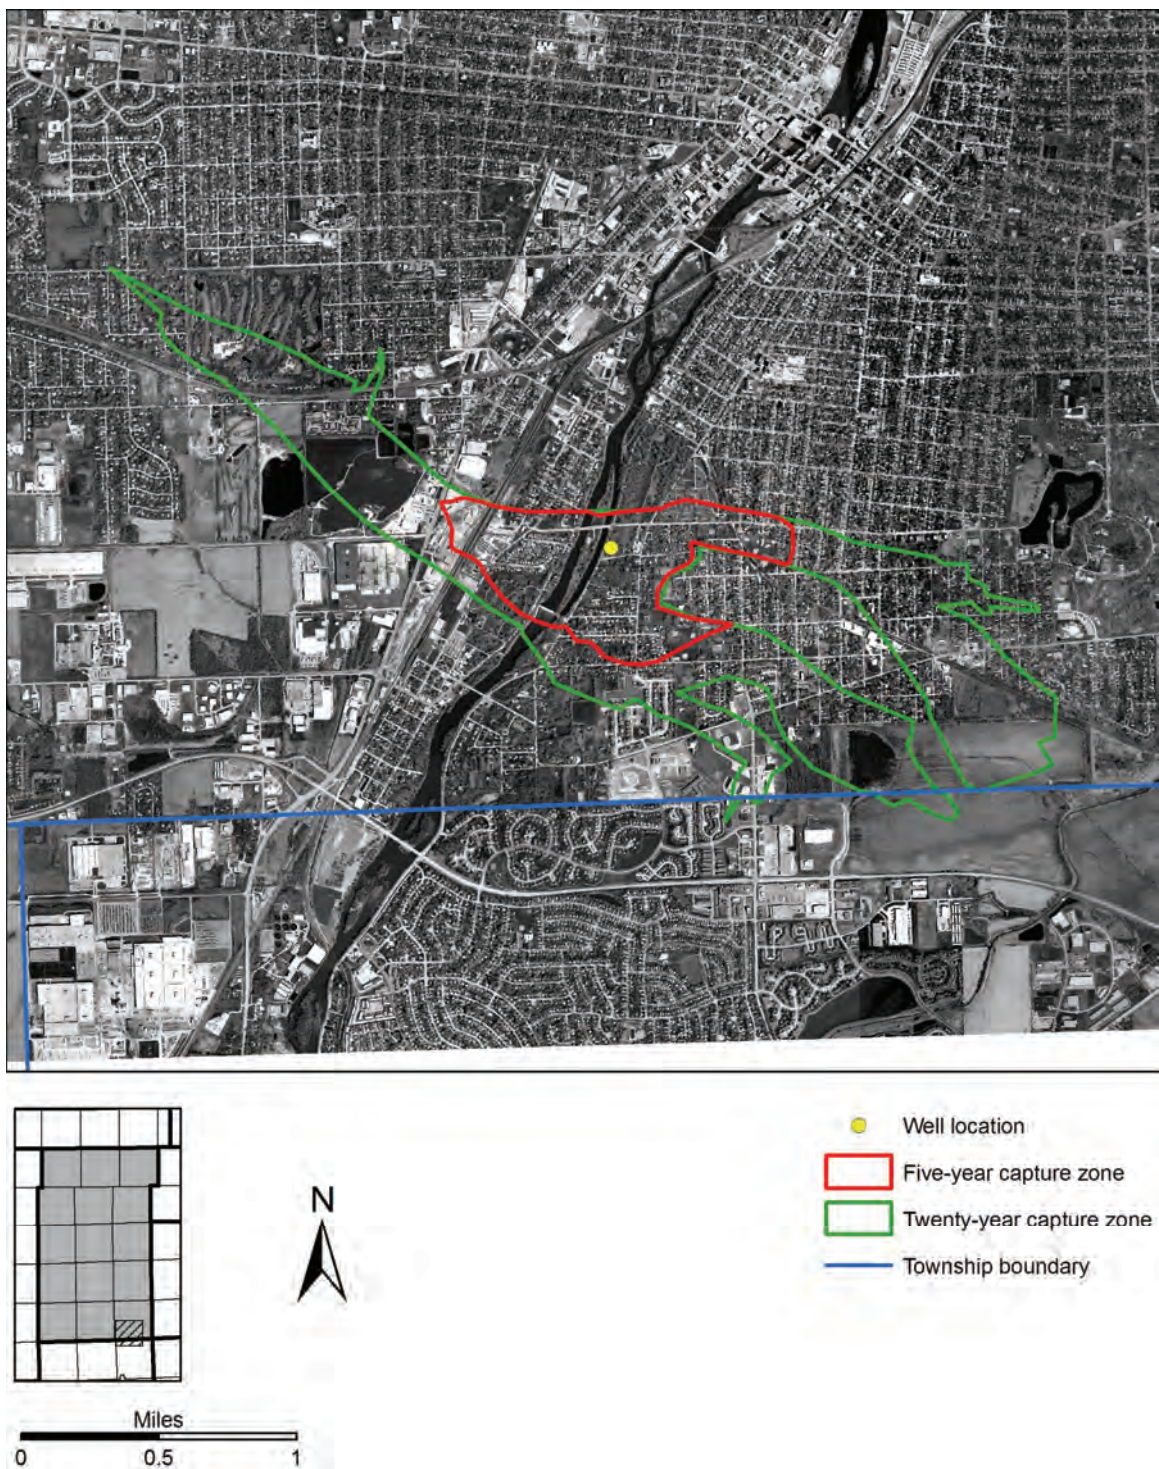 Well location
Five-year capture zone
Twenty-year capture zone
Township boundary
N
Miles
0 0.5 1